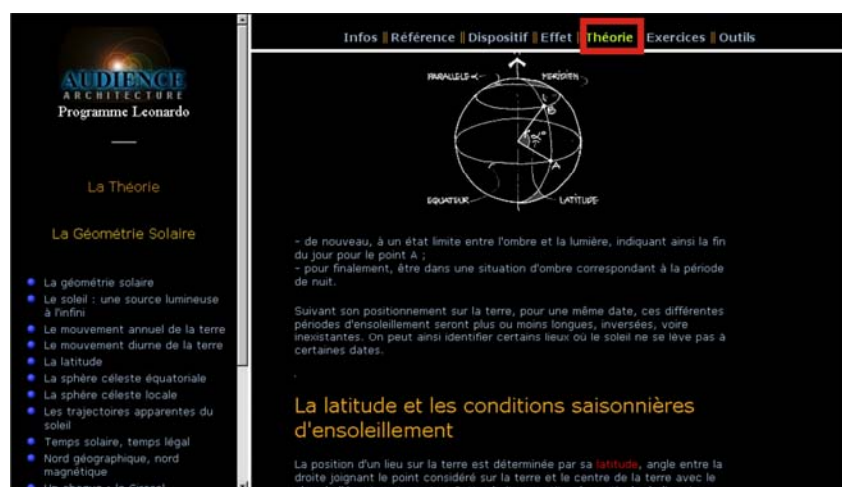 AUDIENCE
ARCHITECTURE
Programme Leonardo
La Théorie
La Géométrie Solaire
La géométrie solaire
Le soleil : une source lumineuse
à l'infini
Le mouvement annuel de la terre
Le mouvement diurne de la terre
La latitude
La sphère céleste équatoriale
La sphère céleste locale
Les trajectoires apparentes du
soleil
Temps solaire, temps légal
Nord géographique, nord
magnétique
Infos || Référence || Dispositif || Effet || Théorie Exercices || Outils
PARALLELE
MERIDIEN
L
B
α°
A
EQUATEUR
LATITUDE
- de nouveau, à un état limite entre l'ombre et la lumière, indiquant ainsi la fin
du jour pour le point A ;
- pour finalement, être dans une situation d'ombre correspondant à la période
de nuit.
Suivant son positionnement sur la terre, pour une même date, ces différentes
périodes d'ensoleillement seront plus ou moins longues, inversées, voire
inexistantes. On peut ainsi identifier certains lieux où le soleil ne se lève pas à
certaines dates.
La latitude et les conditions saisonnières
d'ensoleillement
La position d'un lieu sur la terre est déterminée par sa latitude, angle entre la
droite joignant le point considéré sur la terre et le centre de la terre avec le